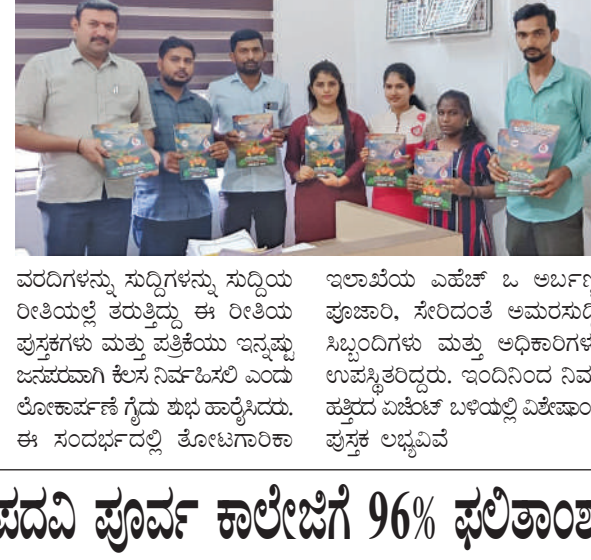 ವರದಿಗಳನ್ನು ಸುದ್ದಿಗಳನ್ನು ಸುದ್ದಿಯ
ರೀತಿಯಲ್ಲೆ ತರುತ್ತಿದ್ದು ಈ ರೀತಿಯ
ಪುಸ್ತಕಗಳು ಮತ್ತು ಪತ್ರಿಕೆಯು ಇನ್ನಷ್ಟು
ಜನಪರವಾಗಿ ಕೆಲಸ ನಿರ್ವಹಿಸಲಿ ಎಂದು
ಲೋಕಾರ್ಪಣೆ ಗೈದು ಶುಭ ಹಾರೈಸಿದರು.
ಈ ಸಂದರ್ಭದಲ್ಲಿ ತೋಟಗಾರಿಕಾ
ಇಲಾಖೆಯ ಎಹೆಚ್ ಒ ಅರ್ಬಣ
ಪೂಜಾರಿ, ಸೇರಿದಂತೆ ಅಮರಸುದ್ದಿ
ಸಿಬ್ಬಂದಿಗಳು ಮತ್ತು ಅಧಿಕಾರಿಗಳ
ಉಪಸ್ಥಿತರಿದ್ದರು. ಇಂದಿನಿಂದ ನಿಮ
ಹತ್ತಿರದ ಏಜೆಂಟ್ ಬಳಿಯಲ್ಲಿ ವಿಶೇಷಾಂ
ಪುಸ್ತಕ ಲಭ್ಯವಿವೆ
ಪದವಿ ಪೂರ್ವ ಕಾಲೇಜಿಗೆ 96% ಫಲಿತಾಂಶ